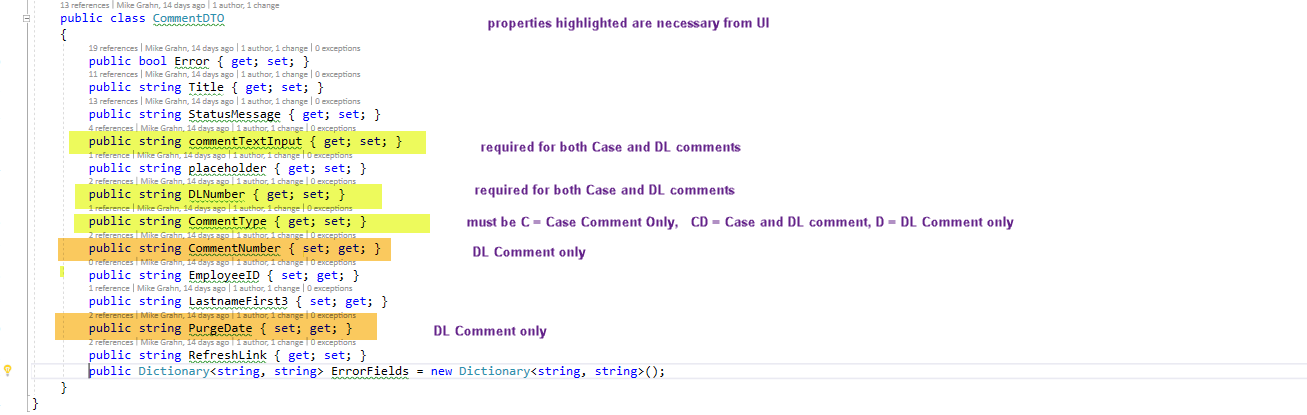 13 references | Mike Grahn, 14 days ago | 1 author, 1 change
public class CommentDTO
properties highlighted are necessary from UI
{
19 references | Mike Grahn, 14 days ago | 1 author, 1 change | 0 exceptions
public bool Error { get; set; }
11 references | Mike Grahn, 14 days ago | 1 author, 1 change | 0 exceptions
public string Title { get; set; }
13 references | Mike Grahn, 14 days ago | 1 author, 1 change | 0 exceptions
public string StatusMessage { get; set; }
4 references | Mike Grahn, 14 days ago | 1 author, 1 change | 0 exceptions
public string commentTextInput { get; set; }
required for both Case and DL comments
1 reference | Mike Grahn, 14 days ago | 1 author, 1 change | 0 exceptions
public string placeholder { get; set; }
2 references | Mike Grahn, 14 days ago | 1 author, 1 change | 0 exceptions
public string DLNumber { get; set; }
required for both Case and DL comments
1 reference | Mike Grahn, 14 days ago | 1 author, 1 change | 0 exceptions
public string CommentType { get; set; }
must be C = Case Comment Only, CD = Case and DL comment, D = DL Comment only
2 references | Mike Grahn, 14 days ago | 1 author, 1 change | 0 exceptions
public string CommentNumber { set; get; }
DL Comment only
0 references | Mike Grahn, 14 days ago | 1 author, 1 change | 0 exceptions
public string EmployeeID { set; get; }
1 reference | Mike Grahn, 14 days ago | 1 author, 1 change | 0 exceptions
public string LastnameFirst3 { set; get; }
2 references | Mike Grahn, 14 days ago | 1 author, 1 change | 0 exceptions
public string PurgeDate { set; get; }
DL Comment only
2 references | Mike Grahn, 14 days ago | 1 author, 1 change | 0 exceptions
public string RefreshLink { get; set; }
public Dictionary<string, string> ErrorFields = new Dictionary<string, string>();
}
}